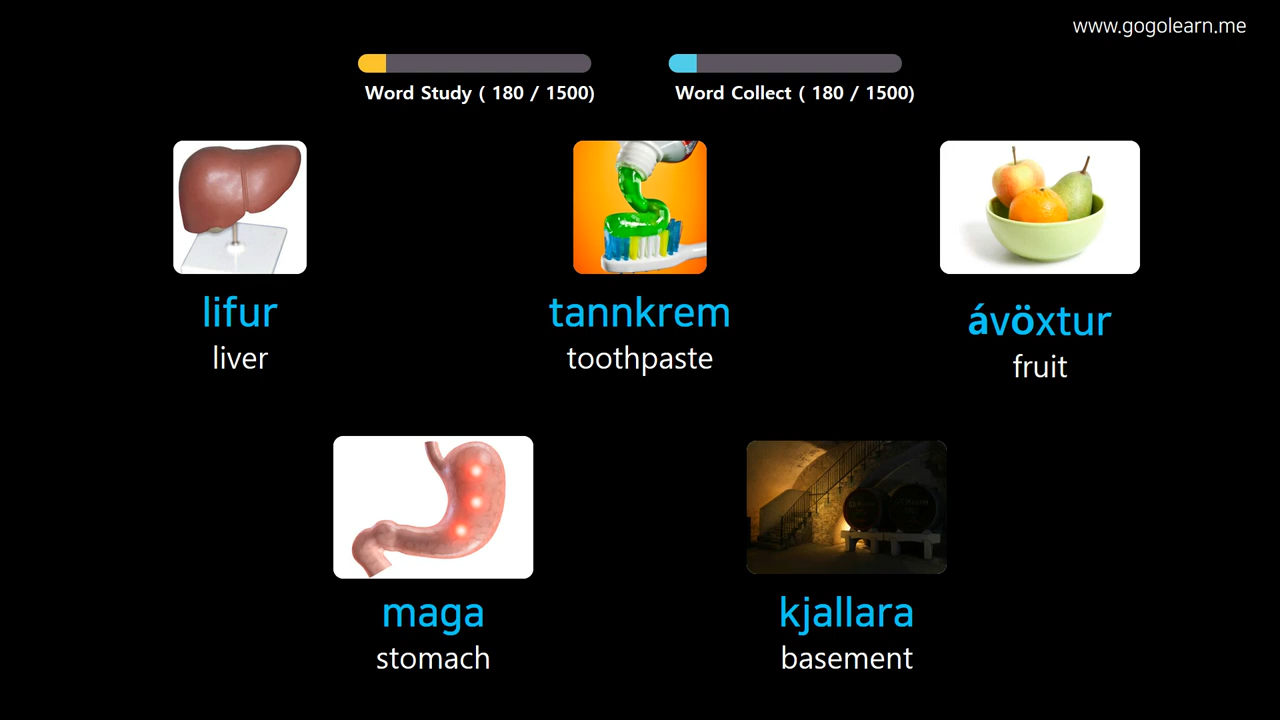 www.gogolearn.me
Word Study ( 180 / 1500)
Word Collect ( 180 / 1500)
lifur
liver
tannkrem
toothpaste
ávöxtur
fruit
maga
stomach
kjallara
basement